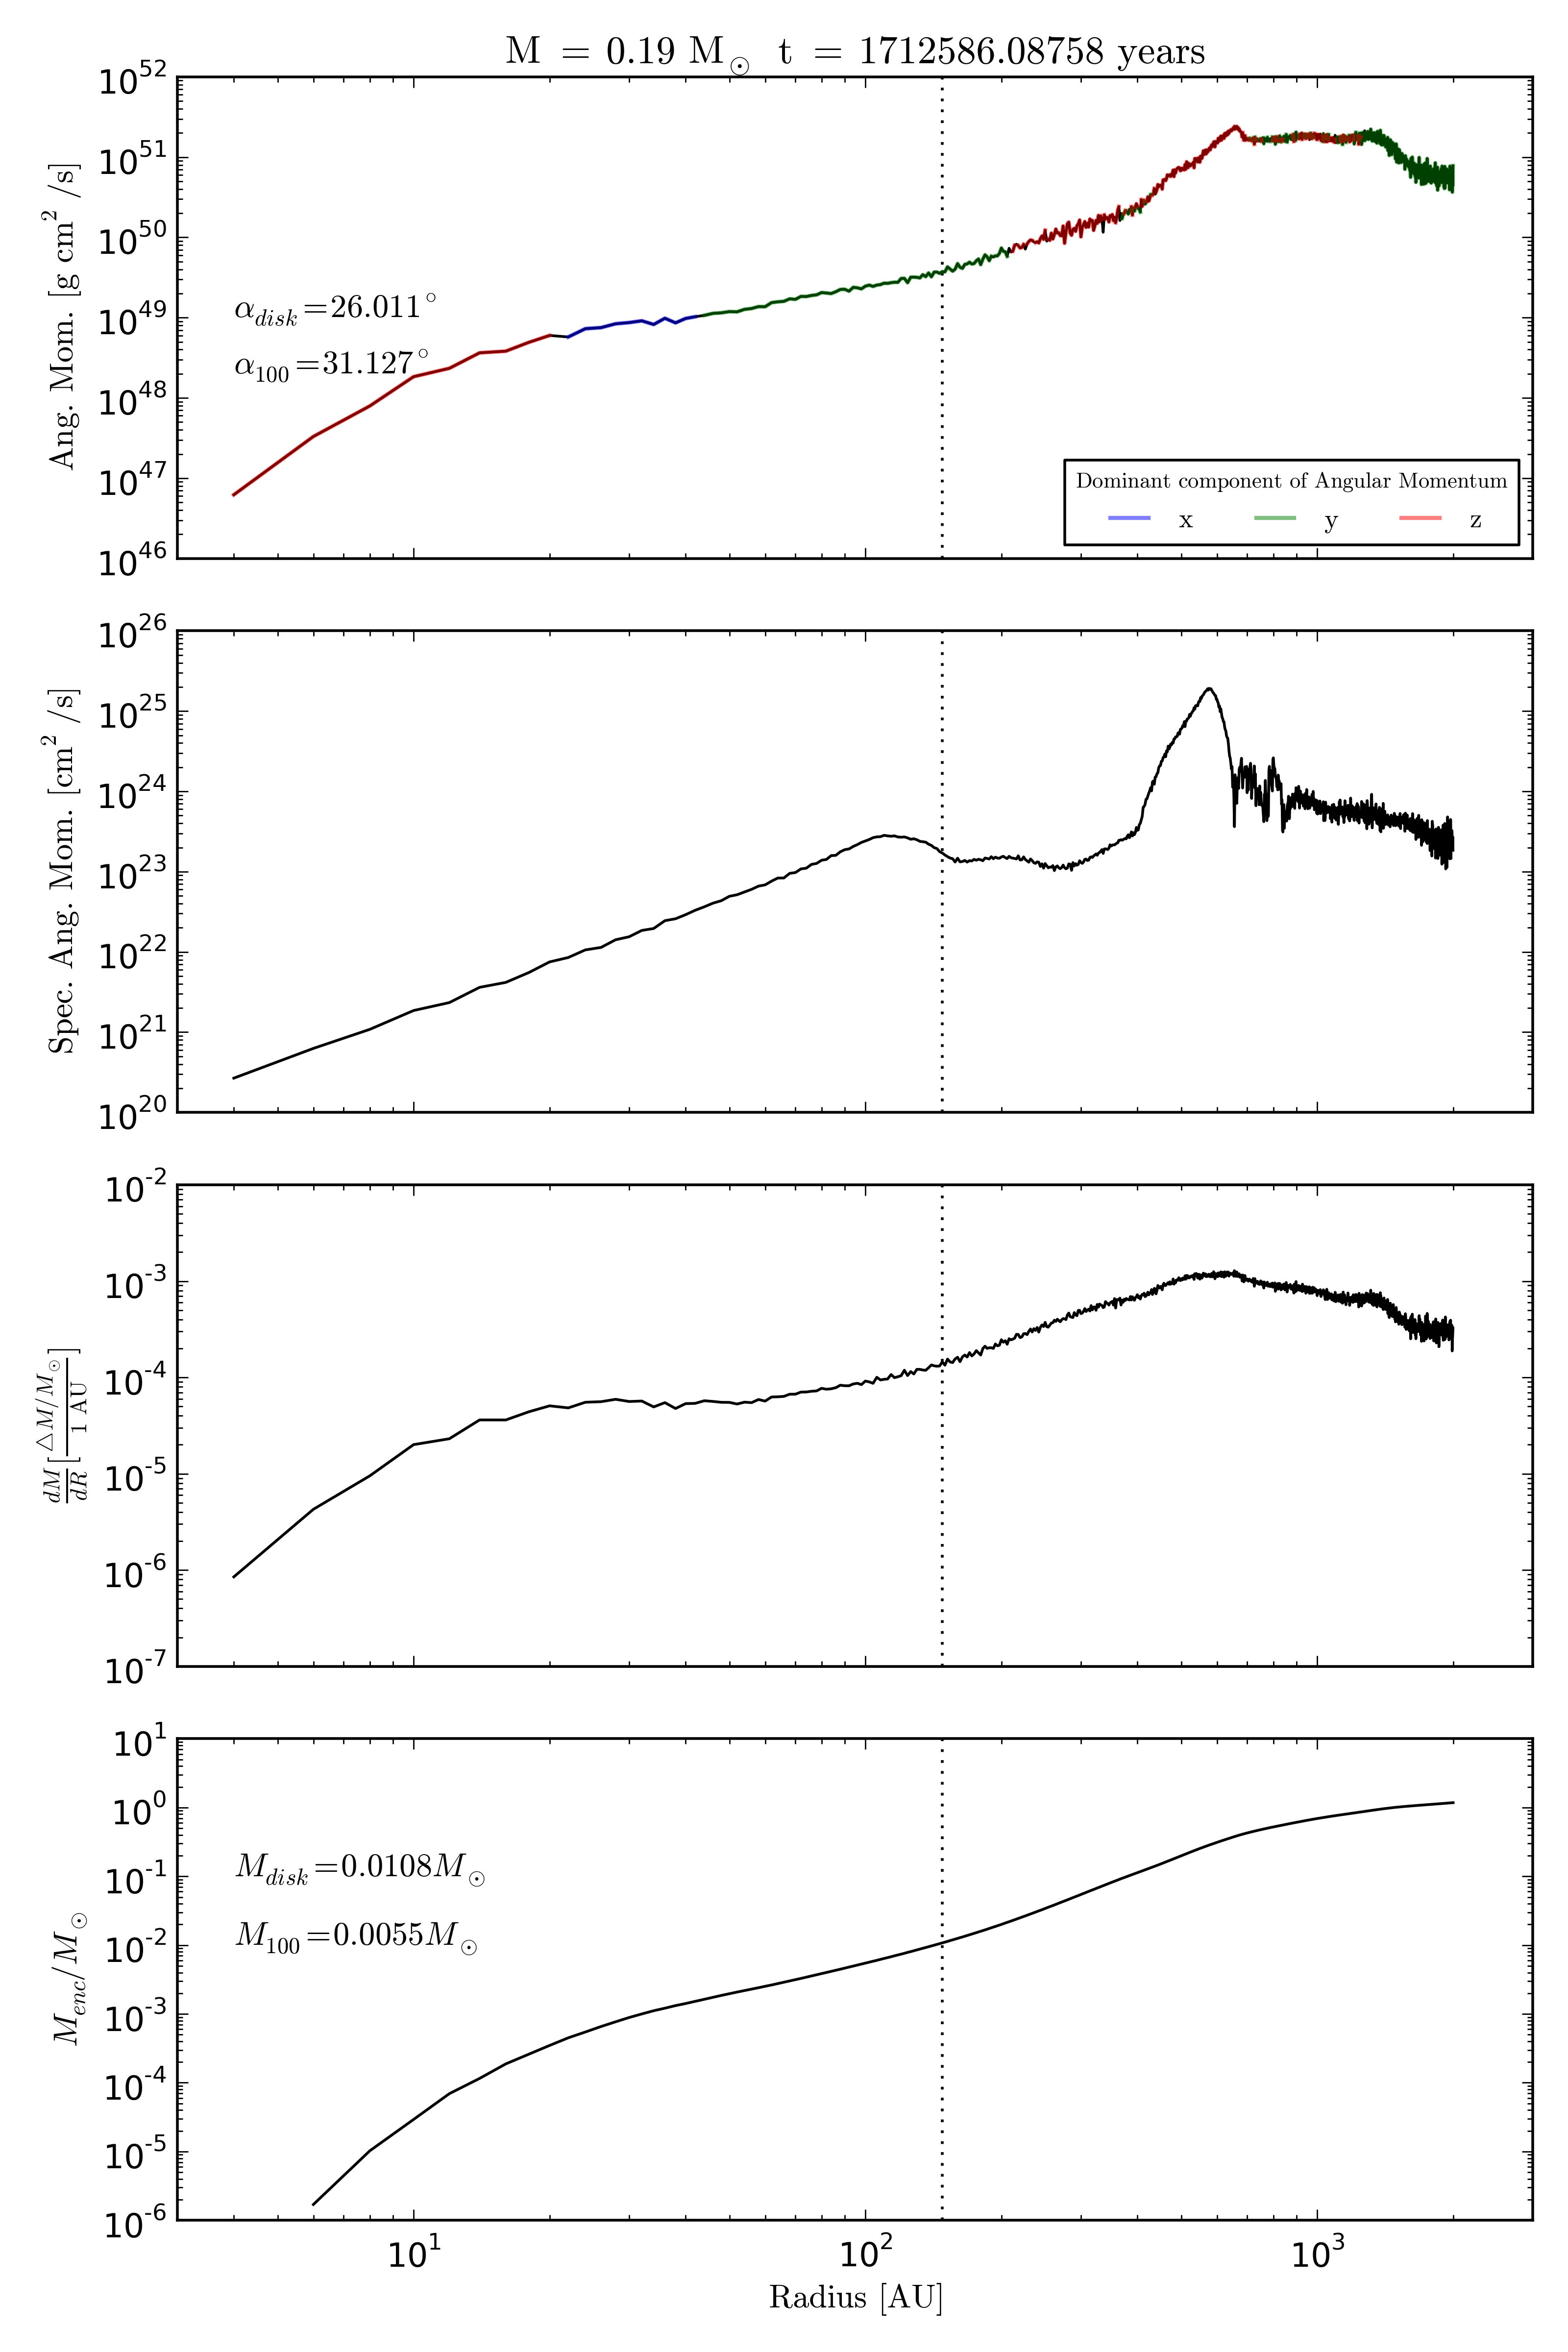 M = 0.19 M☉ t = 1712586.08758 years
10^52
10^51
10^50
10^49
10^48
10^47
10^46
Ang. Mom. [g cm² /s]
α_disk=26.011°
α_100=31.127°
Dominant component of Angular Momentum
x y z
10^26
10^25
10^24
10^23
10^22
10^21
10^20
Spec. Ang. Mom. [cm² /s]
10^-2
10^-3
10^-4
10^-5
10^-6
10^-7
dM/dR [△M/M☉ / 1 AU]
10^1
10^0
10^-1
10^-2
10^-3
10^-4
10^-5
10^-6
M_enc/M☉
M_disk=0.0108M☉
M_100=0.0055M☉
10^1 10^2 10^3
Radius [AU]